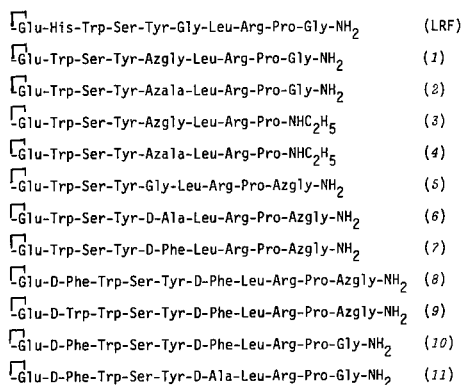 Glu-His-Trp-Ser-Tyr-Gly-Leu-Arg-Pro-Gly-NH2 (LRF)
Glu-Trp-Ser-Tyr-Azgly-Leu-Arg-Pro-Gly-NH2 (1)
Glu-Trp-Ser-Tyr-Azala-Leu-Arg-Pro-Gly-NH2 (2)
Glu-Trp-Ser-Tyr-Azgly-Leu-Arg-Pro-NHC2H5 (3)
Glu-Trp-Ser-Tyr-Azala-Leu-Arg-Pro-NHC2H5 (4)
Glu-Trp-Ser-Tyr-Gly-Leu-Arg-Pro-Azgly-NH2 (5)
Glu-Trp-Ser-Tyr-D-Ala-Leu-Arg-Pro-Azgly-NH2 (6)
Glu-Trp-Ser-Tyr-D-Phe-Leu-Arg-Pro-Azgly-NH2 (7)
Glu-D-Phe-Trp-Ser-Tyr-D-Phe-Leu-Arg-Pro-Azgly-NH2 (8)
Glu-D-Trp-Trp-Ser-Tyr-D-Phe-Leu-Arg-Pro-Azgly-NH2 (9)
Glu-D-Phe-Trp-Ser-Tyr-D-Phe-Leu-Arg-Pro-Gly-NH2 (10)
Glu-D-Phe-Trp-Ser-Tyr-D-Ala-Leu-Arg-Pro-Gly-NH2 (11)